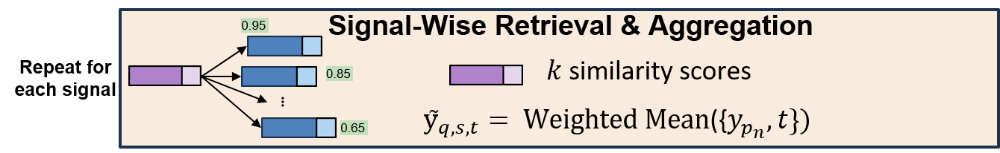 Signal-Wise Retrieval & Aggregation
0.95
Repeat for
each signal
0.85
⋮
0.65
k similarity scores
ỹ_{q,s,t} = Weighted Mean({y_{p_n}, t})